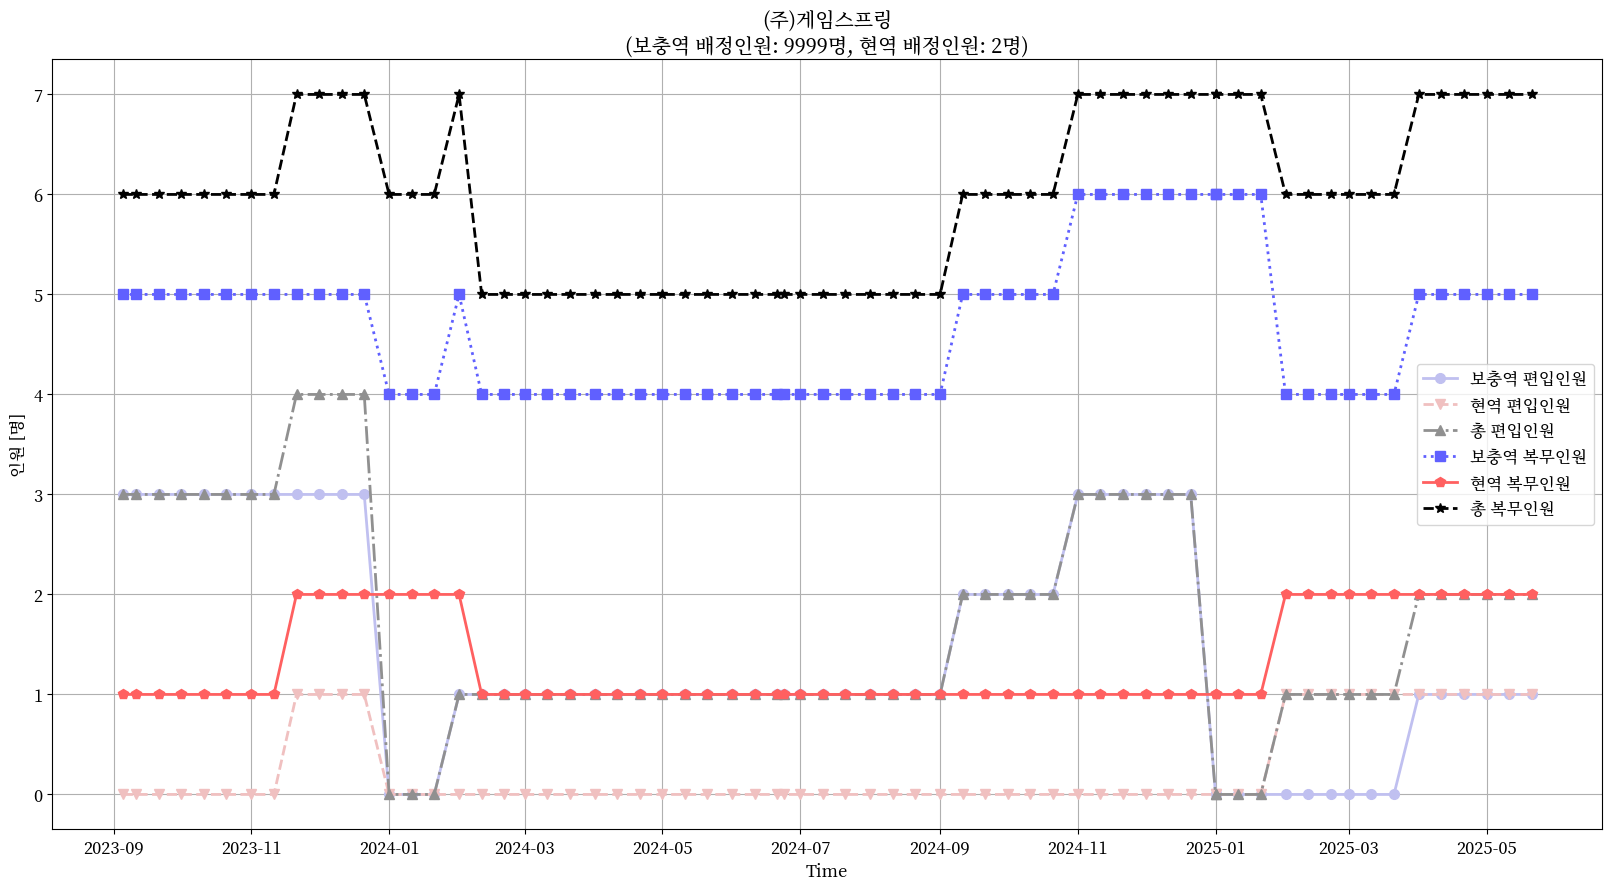 (주)게임스프링
(보충역 배정인원: 9999명, 현역 배정인원: 2명)
7
6
5
4
3
2
1
0
인원 [명]
보충역 편입인원
현역 편입인원
총 편입인원
보충역 복무인원
현역 복무인원
총 복무인원
2023-09
2023-11
2024-01
2024-03
2024-05
2024-07
2024-09
2024-11
2025-01
2025-03
2025-05
Time